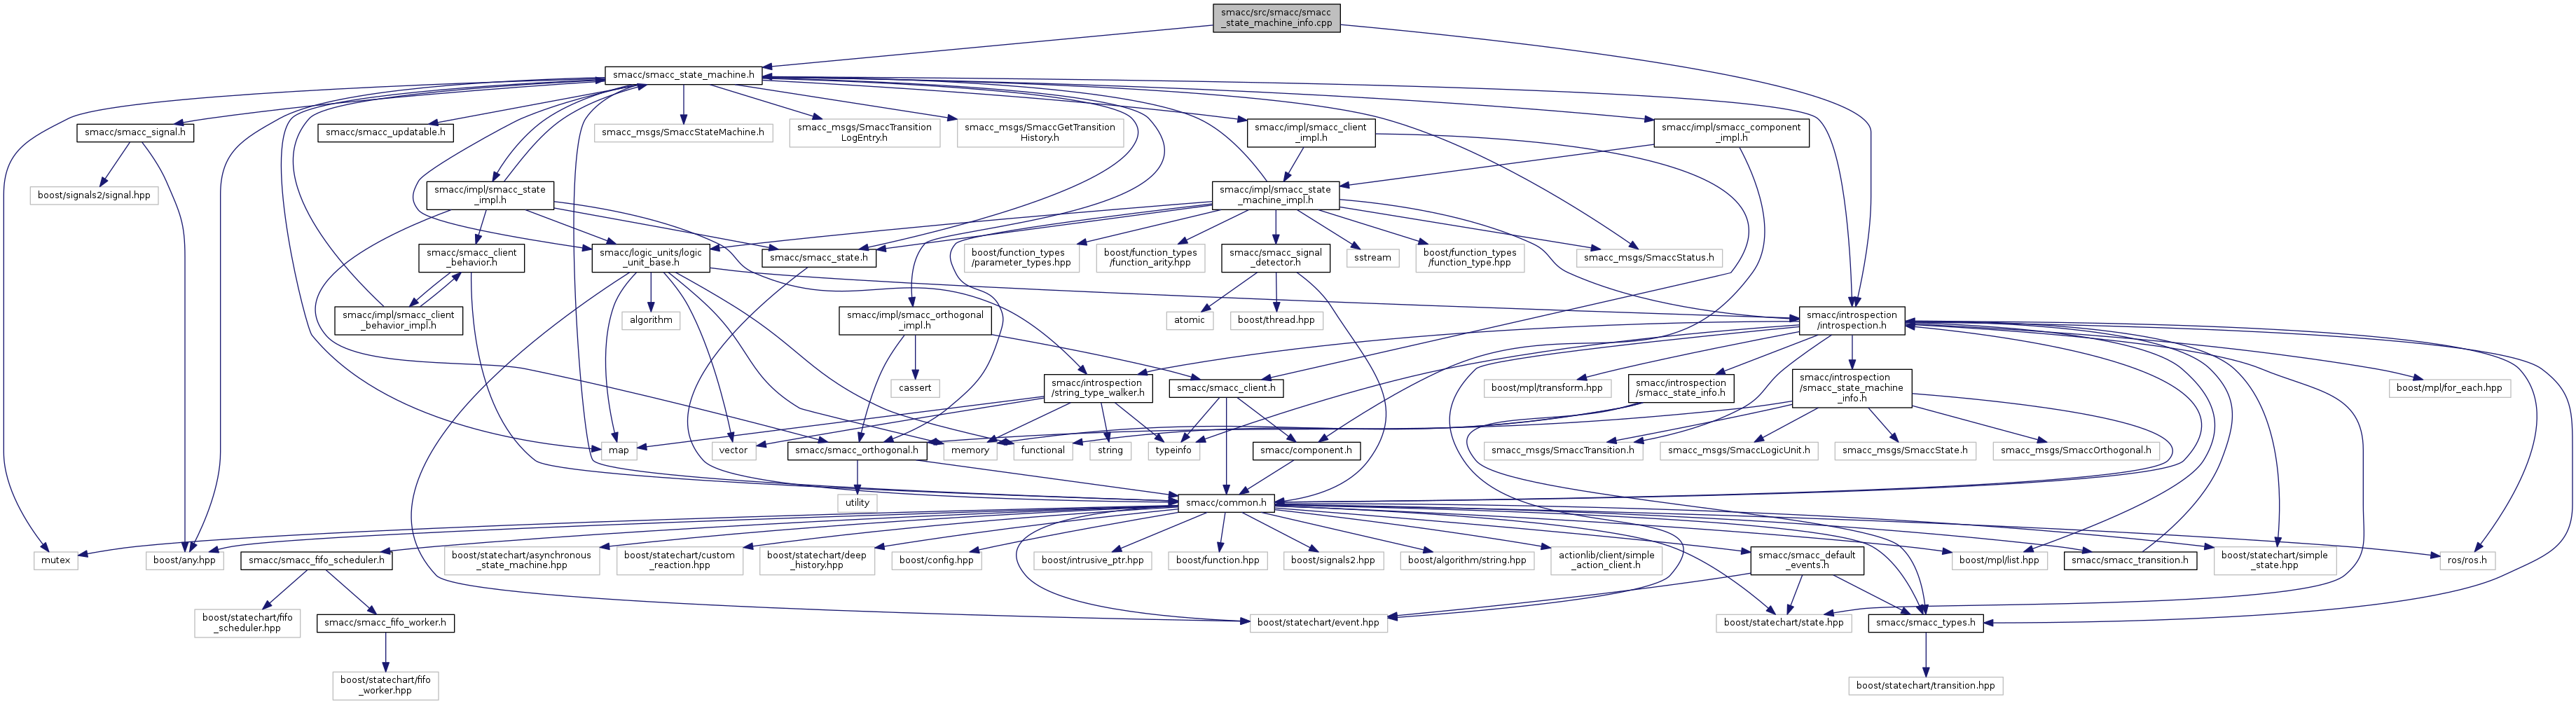 smacc/src/smacc/smacc
_state_machine_info.cpp
smacc/smacc_state_machine.h
smacc/smacc_signal.h
smacc/smacc_updatable.h
smacc_msgs/SmaccStateMachine.h
smacc_msgs/SmaccTransition
LogEntry.h
smacc_msgs/SmaccGetTransition
History.h
smacc/impl/smacc_client
_impl.h
smacc/impl/smacc_component
_impl.h
boost/signals2/signal.hpp
smacc/impl/smacc_state
_impl.h
smacc/impl/smacc_state
_machine_impl.h
smacc/smacc_client
_behavior.h
smacc/logic_units/logic
_unit_base.h
smacc/smacc_state.h
boost/function_types
/parameter_types.hpp
boost/function_types
/function_arity.hpp
smacc/smacc_signal
_detector.h
sstream
boost/function_types
/function_type.hpp
smacc_msgs/SmaccStatus.h
smacc/impl/smacc_client
_behavior_impl.h
algorithm
smacc/impl/smacc_orthogonal
_impl.h
atomic
boost/thread.hpp
smacc/introspection
/introspection.h
cassert
smacc/introspection
/string_type_walker.h
smacc/smacc_client.h
boost/mpl/transform.hpp
smacc/introspection
/smacc_state_info.h
smacc/introspection
/smacc_state_machine
_info.h
boost/mpl/for_each.hpp
map
vector
smacc/smacc_orthogonal.h
memory
functional
string
typeinfo
smacc/component.h
smacc_msgs/SmaccTransition.h
smacc_msgs/SmaccLogicUnit.h
smacc_msgs/SmaccState.h
smacc_msgs/SmaccOrthogonal.h
utility
smacc/common.h
mutex
boost/any.hpp
smacc/smacc_fifo_scheduler.h
boost/statechart/asynchronous
_state_machine.hpp
boost/statechart/custom
_reaction.hpp
boost/statechart/deep
_history.hpp
boost/config.hpp
boost/intrusive_ptr.hpp
boost/function.hpp
boost/signals2.hpp
boost/algorithm/string.hpp
actionlib/client/simple
_action_client.h
smacc/smacc_default
_events.h
boost/mpl/list.hpp
smacc/smacc_transition.h
boost/statechart/simple
_state.hpp
ros/ros.h
boost/statechart/fifo
_scheduler.hpp
smacc/smacc_fifo_worker.h
boost/statechart/event.hpp
boost/statechart/state.hpp
smacc/smacc_types.h
boost/statechart/fifo
_worker.hpp
boost/statechart/transition.hpp